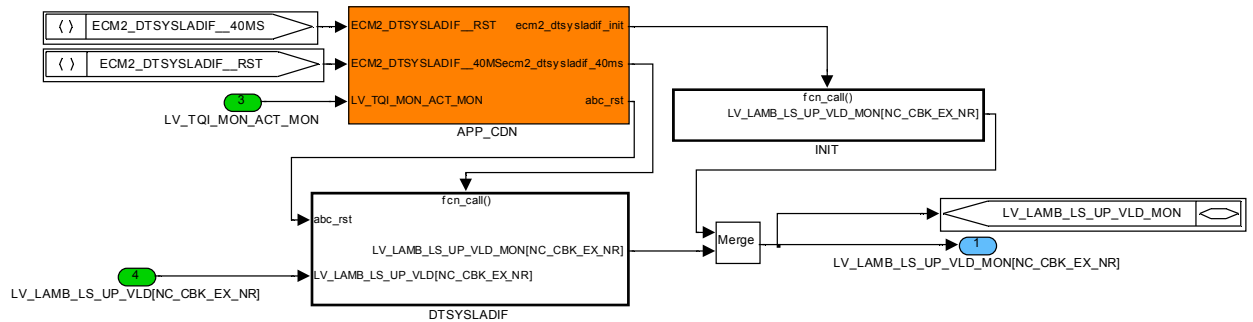 ECM2_DTSYSLADIF__40MS
ECM2_DTSYSLADIF__RST
3
LV_TQI_MON_ACT_MON
ECM2_DTSYSLADIF__RST
ecm2_dtsysladif_init
ECM2_DTSYSLADIF__40MS
ecm2_dtsysladif_40ms
LV_TQI_MON_ACT_MON
abc_rst
APP_CDN
fcn_call()
LV_LAMB_LS_UP_VLD_MON[NC_CBK_EX_NR]
INIT
fcn_call()
abc_rst
LV_LAMB_LS_UP_VLD_MON[NC_CBK_EX_NR]
LV_LAMB_LS_UP_VLD[NC_CBK_EX_NR]
DTSYSLADIF
4
LV_LAMB_LS_UP_VLD[NC_CBK_EX_NR]
Merge
LV_LAMB_LS_UP_VLD_MON
1
LV_LAMB_LS_UP_VLD_MON[NC_CBK_EX_NR]